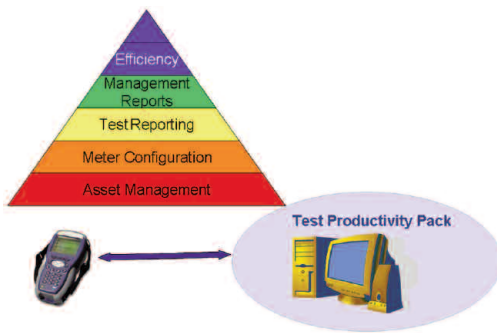 Efficiency
Management
Reports
Test Reporting
Meter Configuration
Asset Management
Test Productivity Pack